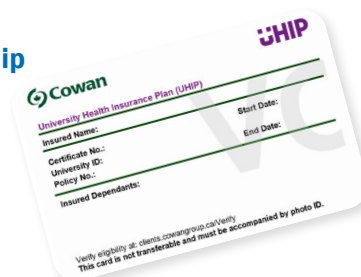 ip
Cowan
UHIP
University Health Insurance Plan (UHIP)
Insured Name:
Certificate No.:
Start Date:
University ID:
End Date:
Policy No.:
Insured Dependants:
VC
Verify eligibility at: clients.cowangroup.ca/Verify
This card is not transferable and must be accompanied by photo ID.